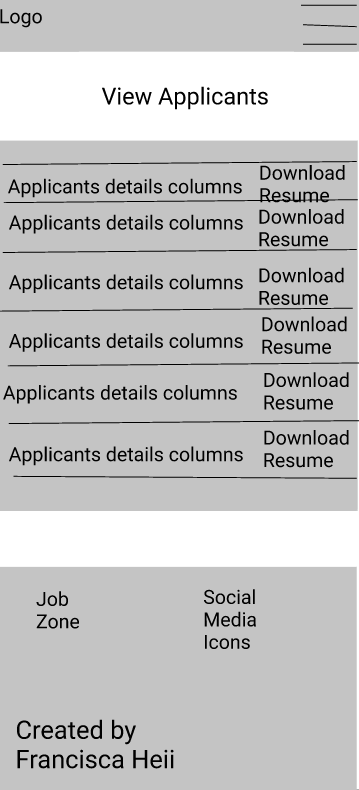 Logo
View Applicants
Applicants details columns Download
Resume
Applicants details columns Download
Resume
Applicants details columns Download
Resume
Applicants details columns Download
Resume
Applicants details columns Download
Resume
Applicants details columns Download
Resume
Job
Zone
Social
Media
Icons
Created by
Francisca Heii